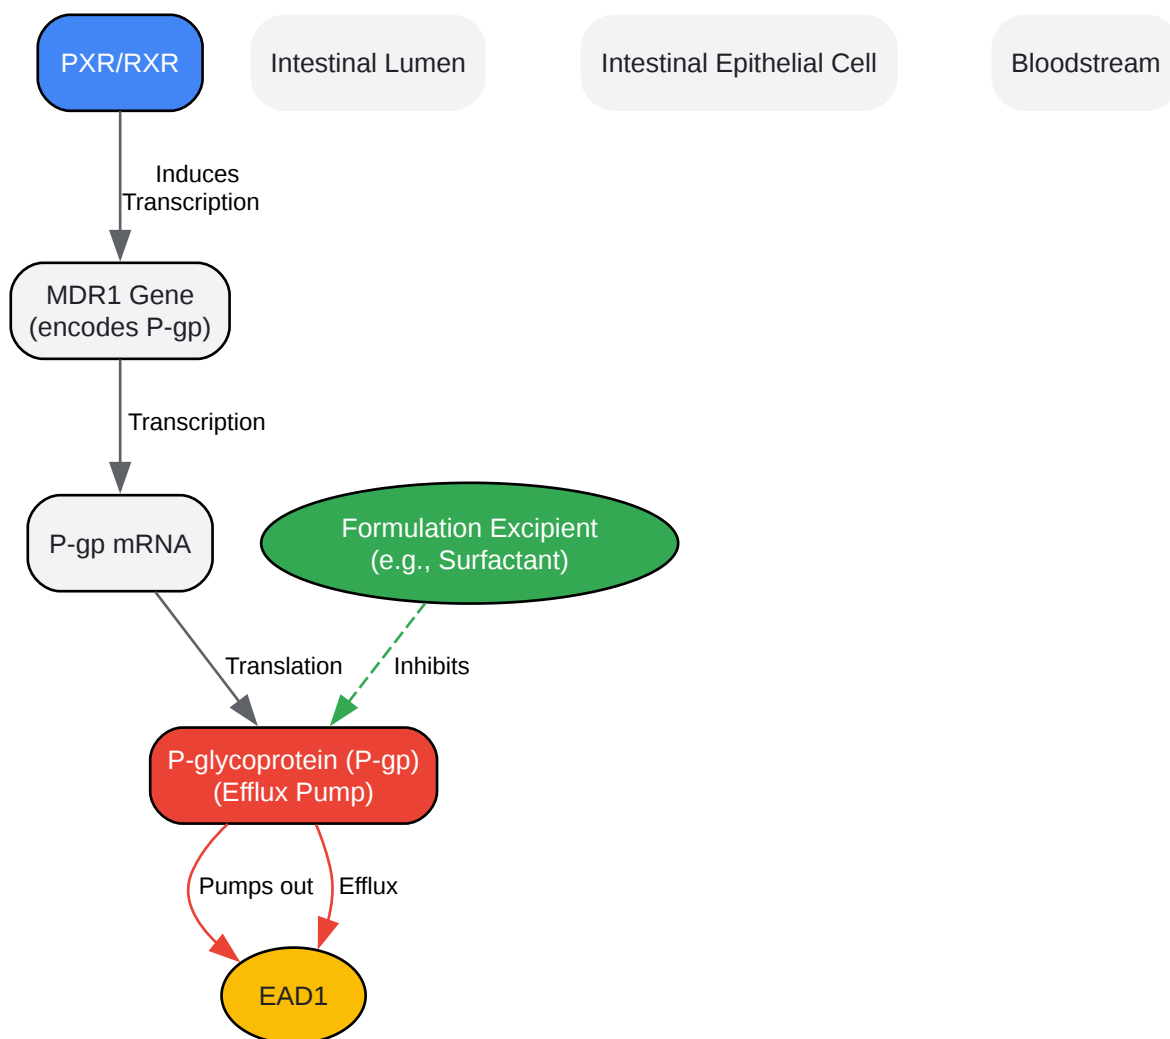 PXR/RXR
Intestinal Lumen
Intestinal Epithelial Cell
Bloodstream
Induces
Transcription
MDR1 Gene
(encodes P-gp)
Transcription
P-gp mRNA
Formulation Excipient
(e.g., Surfactant)
Translation
Inhibits
P-glycoprotein (P-gp)
(Efflux Pump)
Pumps out
Efflux
EAD1